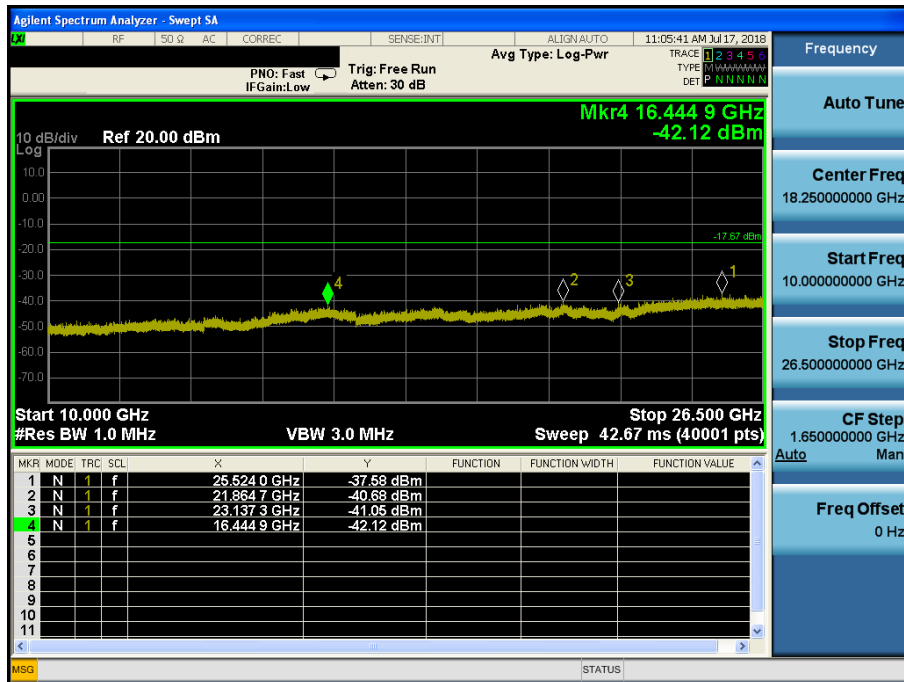 Agilent Spectrum Analyzer - Swept SA
LXI RF 50 Ω AC CORREC SENSE:INT ALIGNAUTO 11:05:41 AM Jul 17, 2018
Frequency
PNO: Fast Trig: Free Run Avg Type: Log-Pwr TRACE 1 2 3 4 5 6
IFGain:Low Atten: 30 dB TYPE M WWWWW
DET P N N N N N
Auto Tune
Mkr4 16.444 9 GHz
-42.12 dBm
10 dB/div Ref 20.00 dBm
Log
10.0
0.00
-10.0
-20.0
-30.0
-40.0
-50.0
-60.0
-70.0
-17.67 dBm
4
2
3
1
Center Freq
18.250000000 GHz
Start Freq
10.000000000 GHz
Stop Freq
26.500000000 GHz
Start 10.000 GHz Stop 26.500 GHz
#Res BW 1.0 MHz VBW 3.0 MHz Sweep 42.67 ms (40001 pts)
CF Step
1.650000000 GHz
Auto Man
Freq Offset
0 Hz
MKR MODE TRC SCL X Y FUNCTION FUNCTION WIDTH FUNCTION VALUE
1 N 1 f 25.524 0 GHz -37.58 dBm
2 N 1 f 21.864 7 GHz -40.68 dBm
3 N 1 f 23.137 3 GHz -41.05 dBm
4 N 1 f 16.444 9 GHz -42.12 dBm
5
6
7
8
9
10
11
MSG STATUS